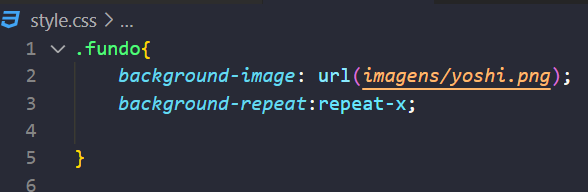 style.css > ...
1 .fundo{
2 background-image: url(imagens/yoshi.png);
3 background-repeat:repeat-x;
4
5 }
6